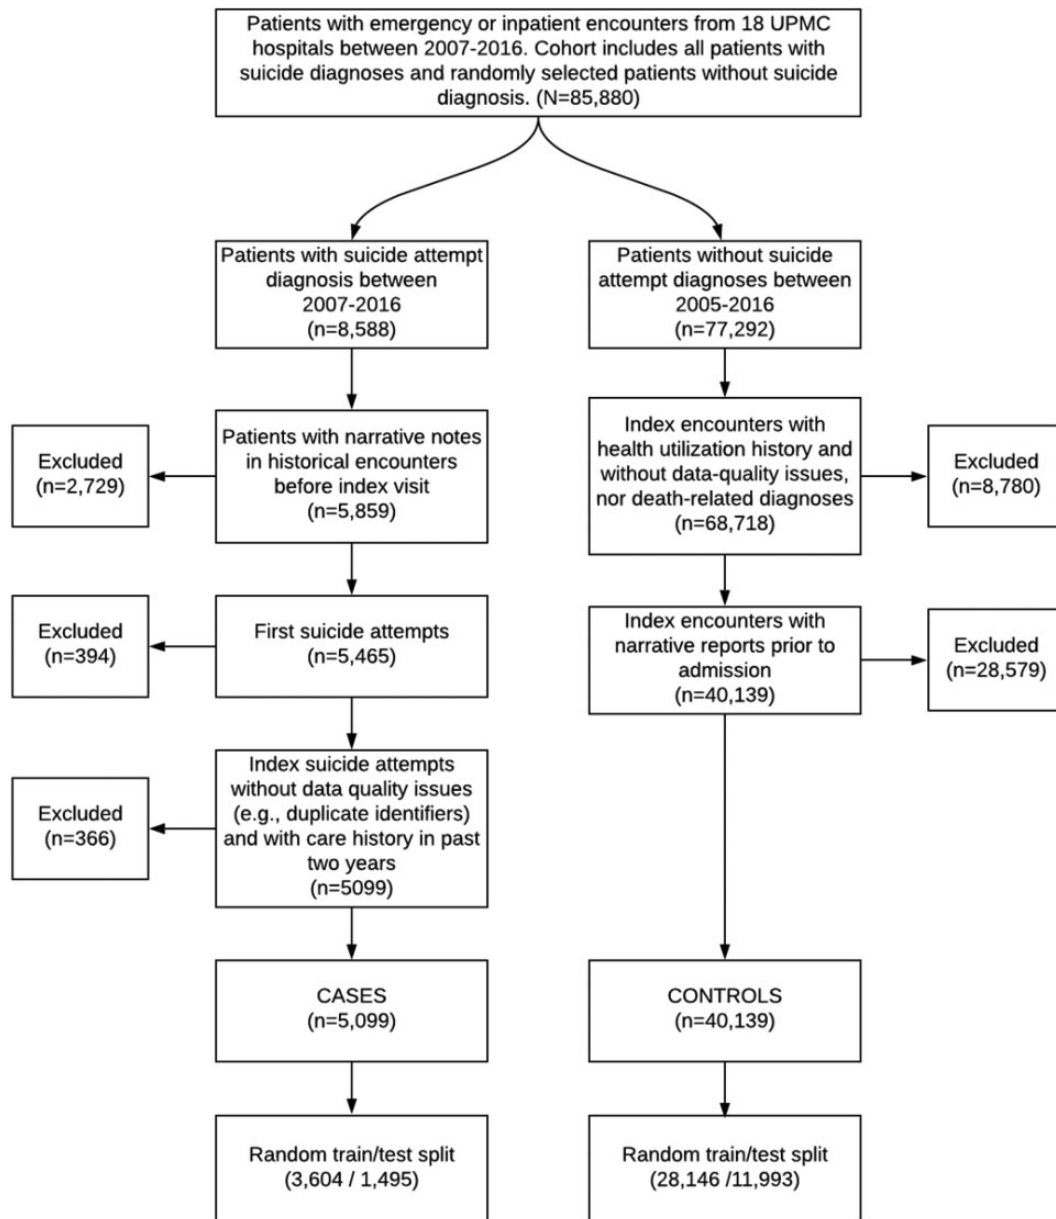 Patients with emergency or inpatient encounters from 18 UPMC
hospitals between 2007-2016. Cohort includes all patients with
suicide diagnoses and randomly selected patients without suicide
diagnosis. (N=85,880)
Patients with suicide attempt
diagnosis between
2007-2016
(n=8,588)
Patients without suicide
attempt diagnoses between
2005-2016
(n=77,292)
Excluded
(n=2,729)
Patients with narrative notes
in historical encounters
before index visit
(n=5,859)
Index encounters with
health utilization history and
without data-quality issues,
nor death-related diagnoses
(n=68,718)
Excluded
(n=8,780)
Excluded
(n=394)
First suicide attempts
(n=5,465)
Index encounters with
narrative reports prior to
admission
(n=40,139)
Excluded
(n=28,579)
Excluded
(n=366)
Index suicide attempts
without data quality issues
(e.g., duplicate identifiers)
and with care history in past
two years
(n=5099)
CASES
(n=5,099)
CONTROLS
(n=40,139)
Random train/test split
(3,604 / 1,495)
Random train/test split
(28,146 /11,993)